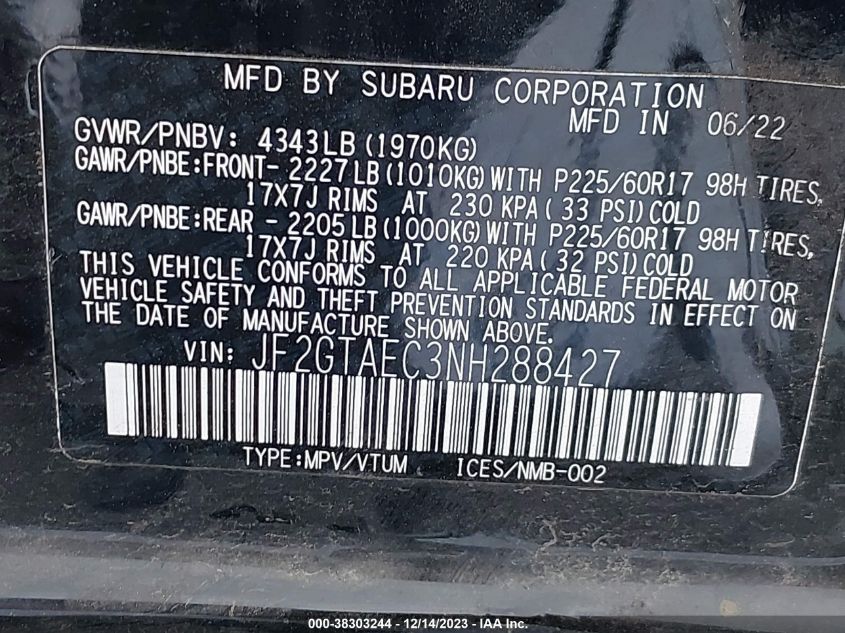 MFD BY SUBARU CORPORATION
MFD IN 06/22
GVWR/PNBV: 4343LB (1970KG)
GAWR/PNBE:FRONT- 2227LB (1010KG) WITH P225/60R17 98H TIRES,
17X7J RIMS AT 230 KPA ( 33 PSI) COLD
GAWR/PNBE:REAR - 2205LB (1000KG) WITH P225/60R17 98H TIRES,
17X7J RIMS AT 220 KPA ( 32 PSI) COLD
THIS VEHICLE CONFORMS TO ALL APPLICABLE FEDERAL MOTOR
VEHICLE SAFETY AND THEFT PREVENTION STANDARDS IN EFFECT ON
THE DATE OF MANUFACTURE SHOWN ABOVE.
VIN: JF2GTAEC3NH288427
TYPE:MPV/VTUM ICES/NMB-002
000-38303244 - 12/14/2023 - IAA Inc.